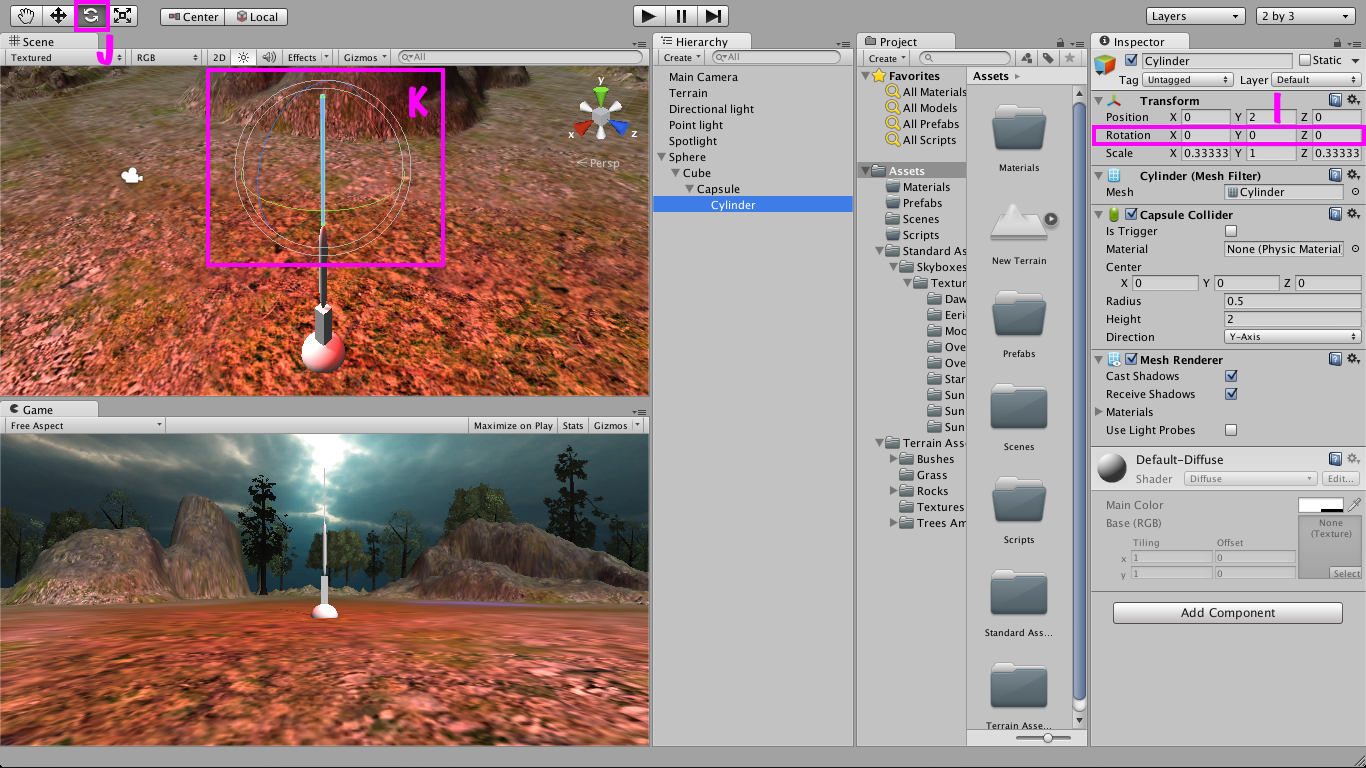 Center Local
Layers 2 by 3
J
Scene
Textured RGB 2D Effects Gizmos All
K
y
x
z
Persp
Game
Free Aspect Maximize on Play Stats Gizmos
Hierarchy
Create All
Main Camera
Terrain
Directional light
Point light
Spotlight
Sphere
Cube
Capsule
Cylinder
Project
Create
Favorites
All Materials
All Models
All Prefabs
All Scripts
Assets
Materials
Prefabs
Scenes
Scripts
Standard As
Skyboxes
Textur
Daw
Eeri
Moo
Ove
Ove
Star
Sun
Sun
Sun
Terrain Ass
Bushes
Grass
Rocks
Textures
Trees Am
Assets
Materials
New Terrain
Prefabs
Scenes
Scripts
Standard Ass...
Terrain Asse...
Inspector
Cylinder Static
Tag Untagged Layer Default
Transform
I
Position X 0 Y 2 Z 0
Rotation X 0 Y 0 Z 0
Scale X 0.33333 Y 1 Z 0.33333
Cylinder (Mesh Filter)
Mesh Cylinder
Capsule Collider
Is Trigger
Material None (Physic Material
Center
X 0 Y 0 Z 0
Radius 0.5
Height 2
Direction Y-Axis
Mesh Renderer
Cast Shadows
Receive Shadows
Materials
Use Light Probes
Default-Diffuse
Shader Diffuse Edit...
Main Color
Base (RGB) None
(Texture)
Tiling Offset
x 1 0
y 1 0
Select
Add Component